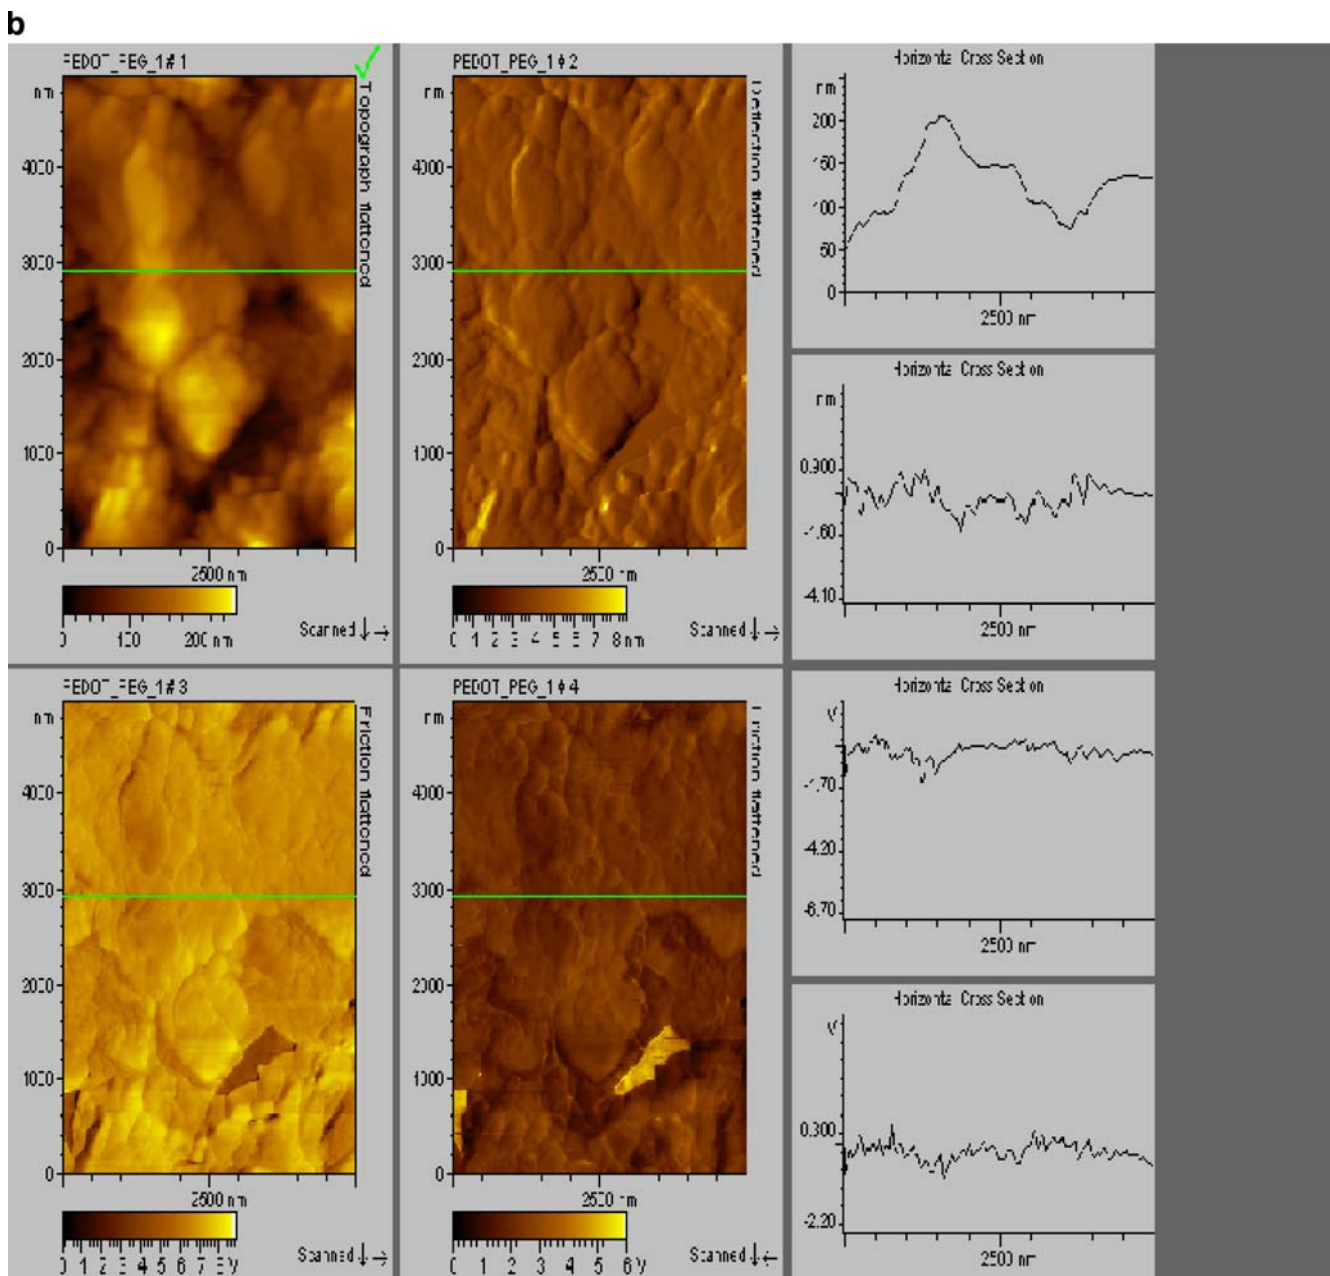 b
PEDOT_PEG_1#1
Topograph flattened
nm
4000
3000
2000
1000
0
2500 nm
0 100 200 nm
Scanned
PEDOT_PEG_1#2
Deflection flattened
nm
4000
3000
2000
1000
0
2500 nm
0 1 2 3 4 5 6 7 8 nm
Scanned
Horizontal Cross Section
nm
200
150
100
50
0
2500 nm
Horizontal Cross Section
nm
0.900
-1.60
-4.10
2500 nm
PEDOT_PEG_1#3
Friction flattened
nm
4000
3000
2000
1000
0
2500 nm
0 1 2 3 4 5 6 7 8 V
Scanned
PEDOT_PEG_1#4
Friction flattened
nm
4000
3000
2000
1000
0
2500 nm
0 1 2 3 4 5 6 V
Scanned
Horizontal Cross Section
V
-1.70
-4.20
-6.70
2500 nm
Horizontal Cross Section
V
0.300
-2.20
2500 nm